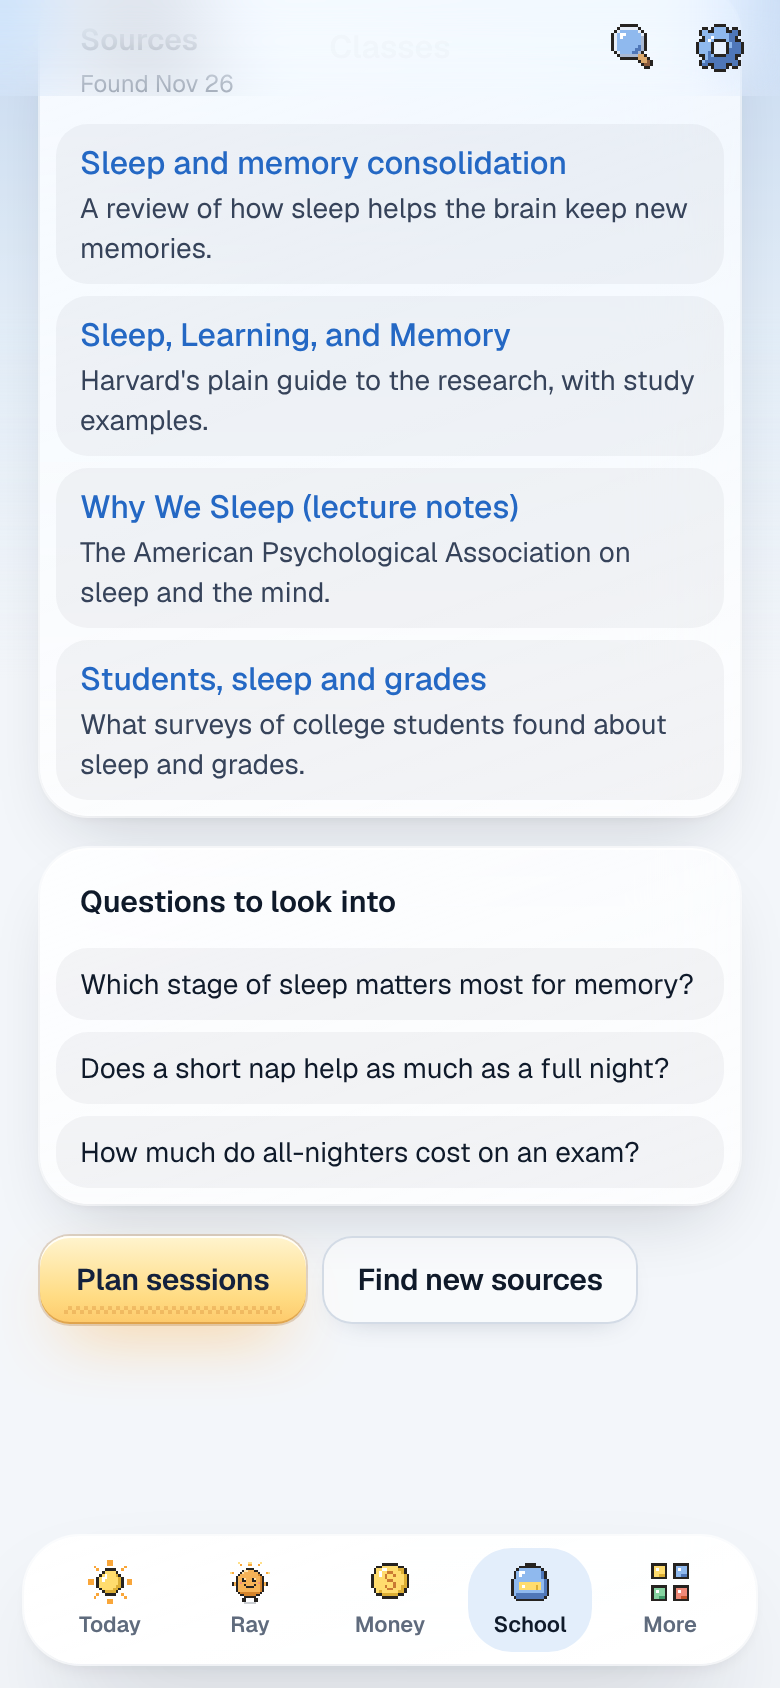 Sources
Classes
Found Nov 26
Sleep and memory consolidation
A review of how sleep helps the brain keep new
memories.
Sleep, Learning, and Memory
Harvard's plain guide to the research, with study
examples.
Why We Sleep (lecture notes)
The American Psychological Association on
sleep and the mind.
Students, sleep and grades
What surveys of college students found about
sleep and grades.
Questions to look into
Which stage of sleep matters most for memory?
Does a short nap help as much as a full night?
How much do all-nighters cost on an exam?
Plan sessions
Find new sources
Today
Ray
Money
School
More